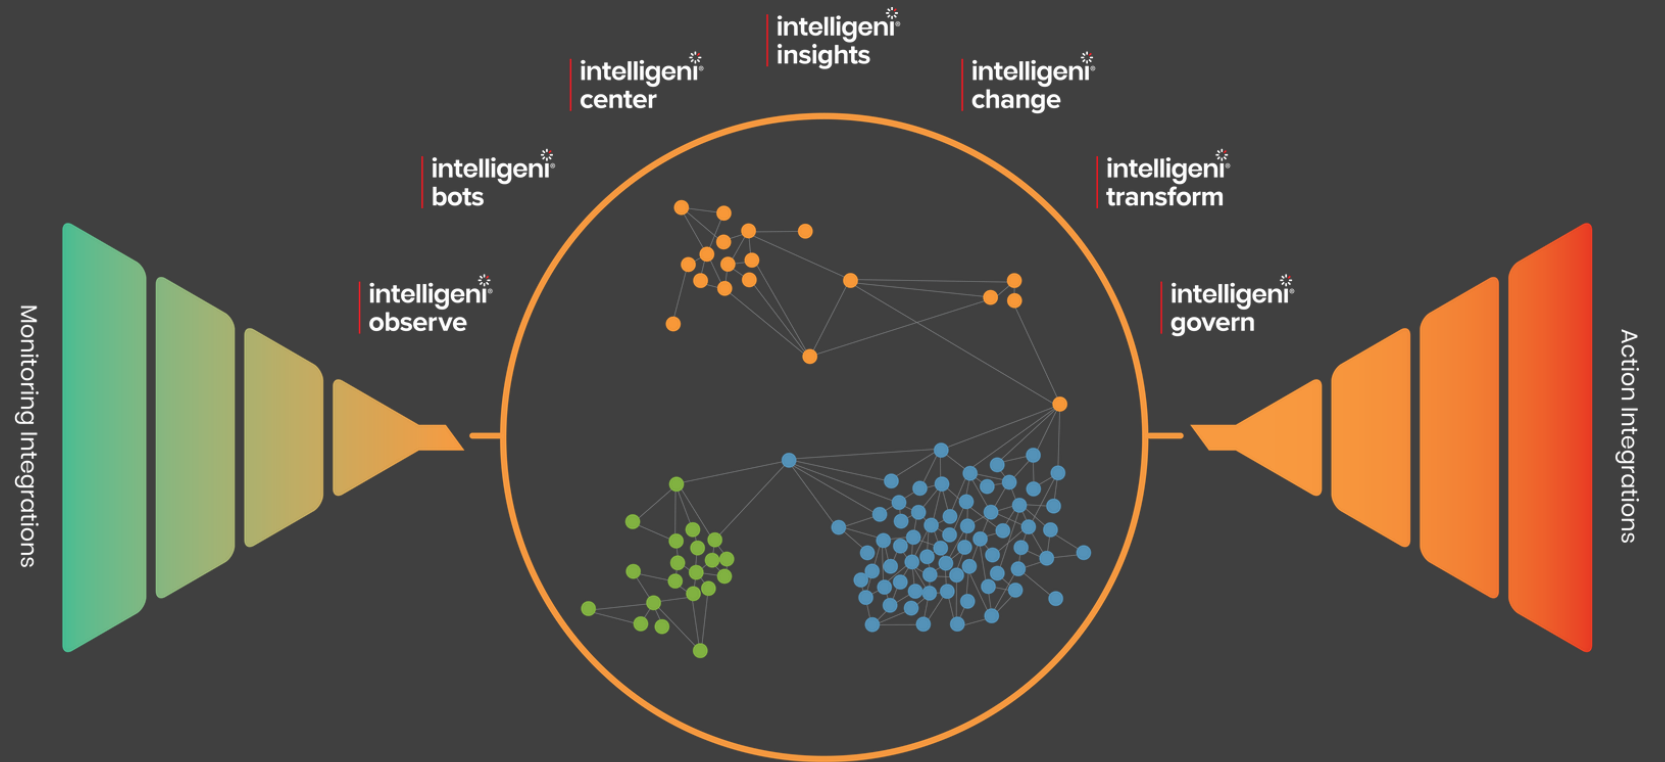 intelligeni®
insights
intelligeni®
center
intelligeni®
change
intelligeni®
bots
intelligeni®
transform
intelligeni®
observe
intelligeni®
govern
Monitoring Integrations
Action Integrations